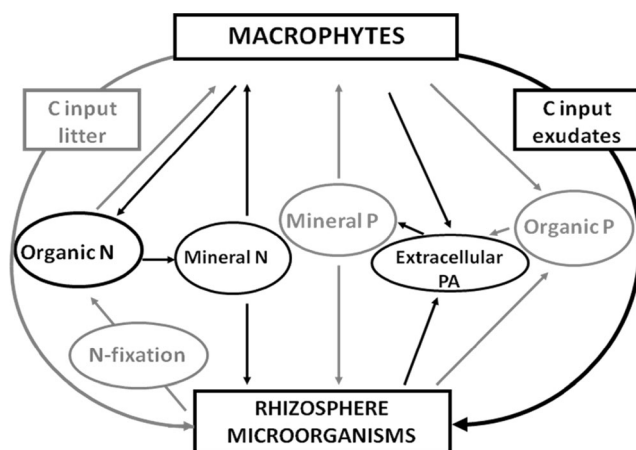 MACROPHYTES
C input
litter
C input
exudates
Organic N
Mineral N
Mineral P
Extracellular
PA
Organic P
N-fixation
RHIZOSPHERE
MICROORGANISMS